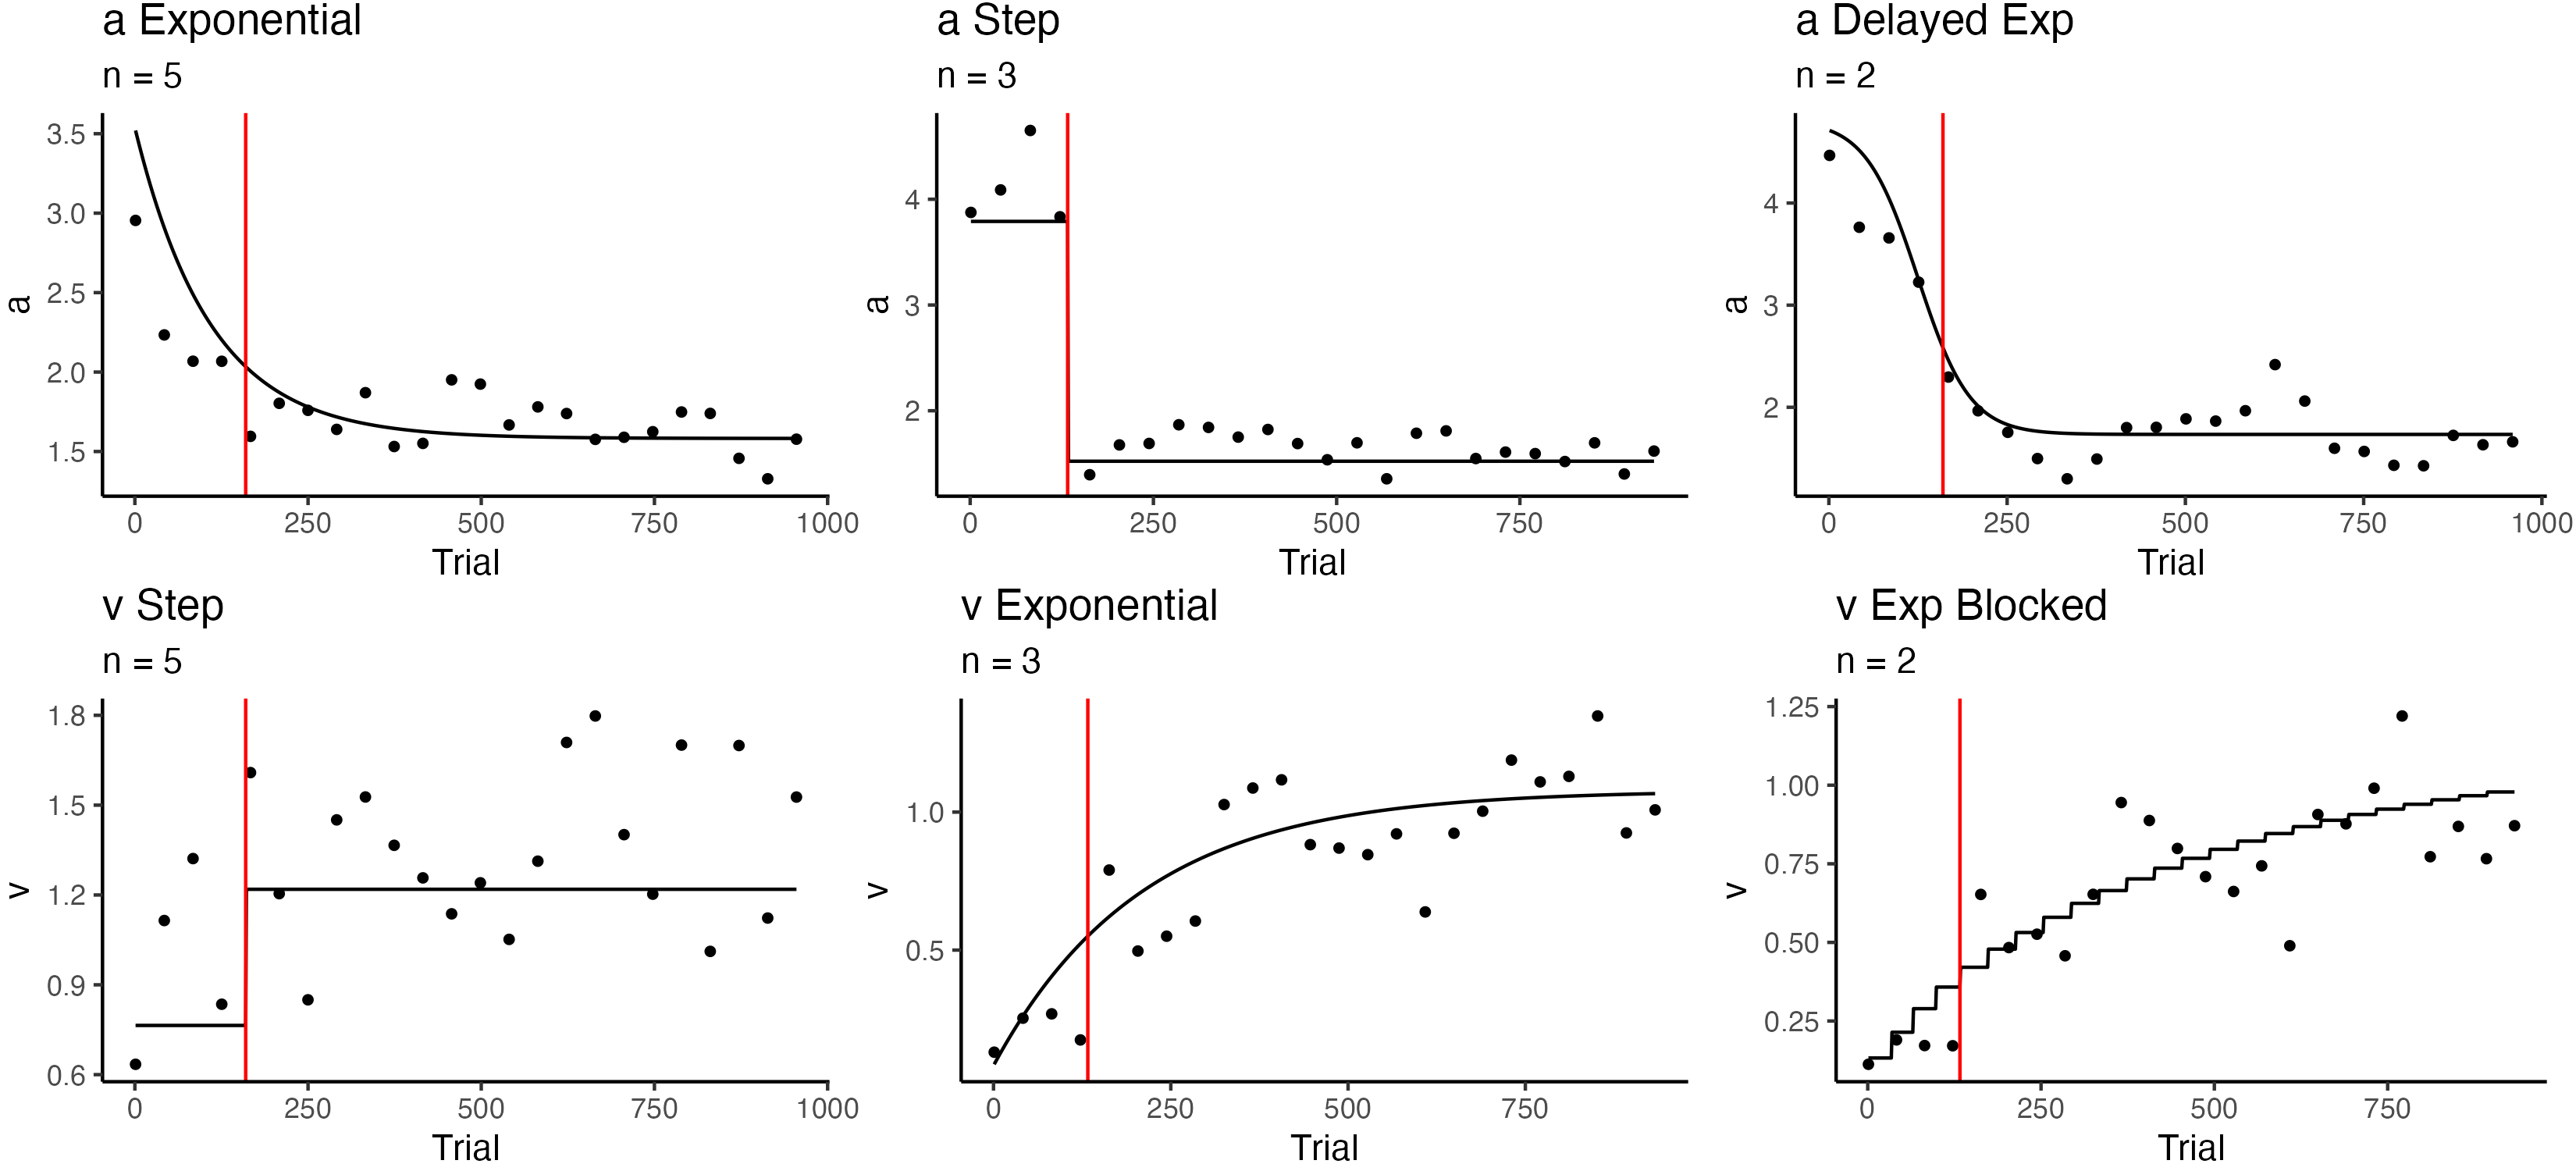 a Exponential
n = 5
3.5
3.0
2.5
2.0
1.5
a
0 250 500 750 1000
Trial
a Step
n = 3
4
3
2
a
0 250 500 750
Trial
a Delayed Exp
n = 2
4
3
2
a
0 250 500 750 1000
Trial
v Step
n = 5
1.8
1.5
1.2
0.9
0.6
v
0 250 500 750 1000
Trial
v Exponential
n = 3
1.0
0.5
v
0 250 500 750
Trial
v Exp Blocked
n = 2
1.25
1.00
0.75
0.50
0.25
v
0 250 500 750
Trial